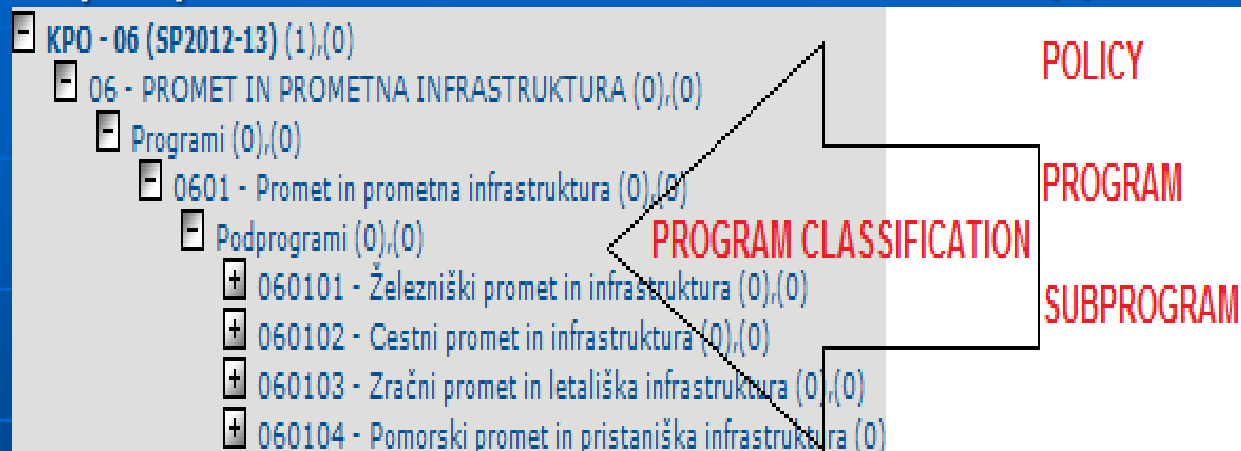 KPO - 06 (SP2012-13) (1),(0)
06 - PROMET IN PROMETNA INFRASTRUKTURA (0),(0)
Programi (0),(0)
0601 - Promet in prometna infrastruktura (0),(0)
Podprogrami (0),(0)
060101 - Železniški promet in infrastruktura (0),(0)
060102 - Cestni promet in infrastruktura (0),(0)
060103 - Zračni promet in letališka infrastruktura (0),(0)
060104 - Pomorski promet in pristaniška infrastruktura (0)
PROGRAM CLASSIFICATION
POLICY
PROGRAM
SUBPROGRAM